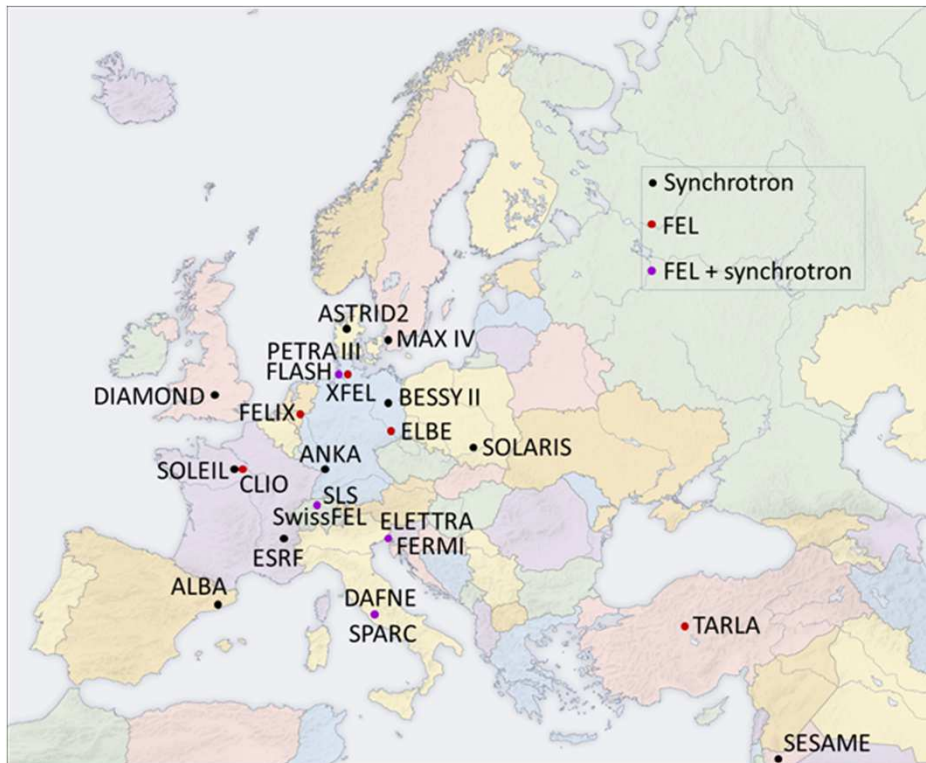 Synchrotron
FEL
FEL + synchrotron
ASTRID2
MAX IV
PETRA III
FLASH
XFEL
DIAMOND
BESSY II
FELIX
ELBE
SOLARIS
ANKA
SOLEIL
CLIO
SLS
SwissFEL
ELETTRA
FERMI
ESRF
ALBA
DAFNE
SPARC
TARLA
SESAME